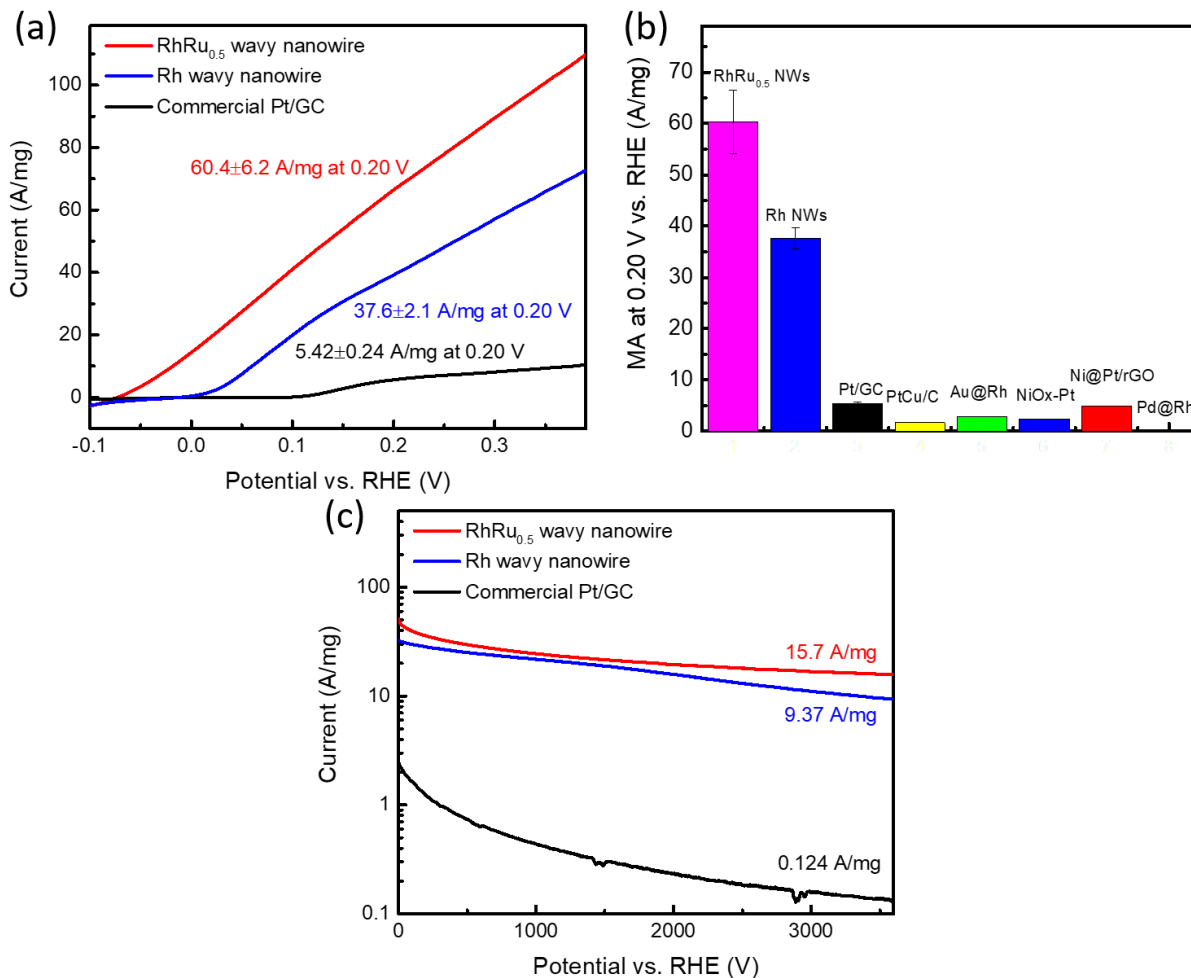 (a)
RhRu0.5 wavy nanowire
Rh wavy nanowire
Commercial Pt/GC
60.4±6.2 A/mg at 0.20 V
37.6±2.1 A/mg at 0.20 V
5.42±0.24 A/mg at 0.20 V
Current (A/mg)
100
80
60
40
20
0
-0.1 0.0 0.1 0.2 0.3
Potential vs. RHE (V)
(b)
MA at 0.20 V vs. RHE (A/mg)
70
60
50
40
30
20
10
0
RhRu0.5 NWs
Rh NWs
Pt/GC
PtCu/C
Au@Rh
NiOx-Pt
Ni@Pt/rGO
Pd@Rh
1 2 3 4 5 6 7 8
(c)
RhRu0.5 wavy nanowire
Rh wavy nanowire
Commercial Pt/GC
15.7 A/mg
9.37 A/mg
0.124 A/mg
Current (A/mg)
100
10
1
0.1
0 1000 2000 3000
Potential vs. RHE (V)